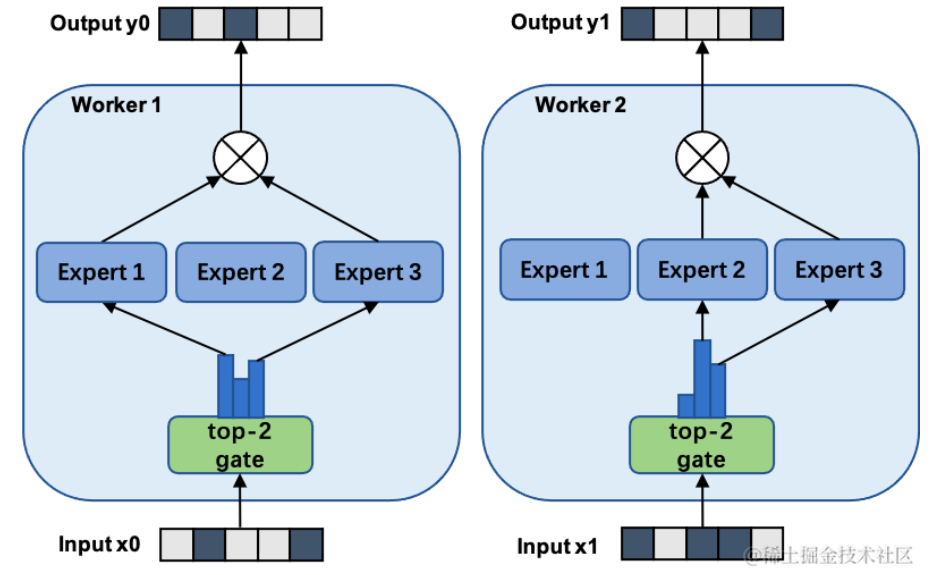 Output y0
Output y1
Worker 1
Worker 2
Expert 1
Expert 2
Expert 3
Expert 1
Expert 2
Expert 3
top-2
gate
top-2
gate
Input x0
Input x1
@稀土掘金技术社区